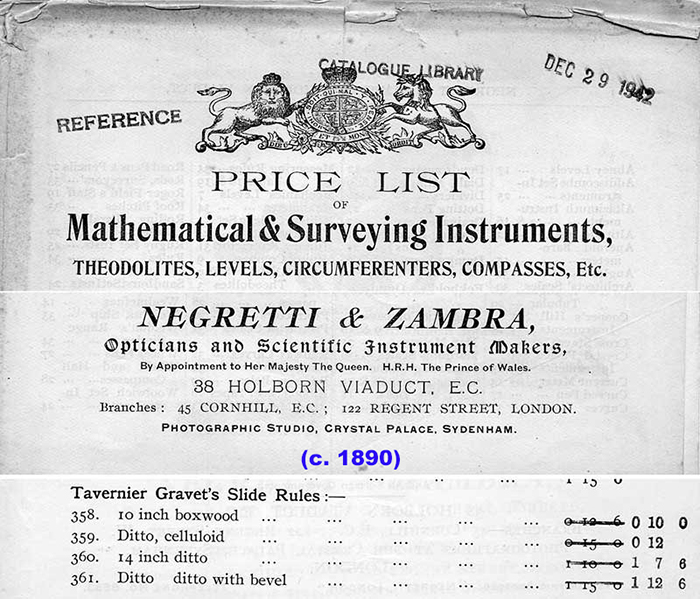 CATALOGUE LIBRARY
DEC 29 1942
REFERENCE
PRICE LIST
OF
Mathematical & Surveying Instruments,
THEODOLITES, LEVELS, CIRCUMFERENTERS, COMPASSES, Etc.
NEGRETTI & ZAMBRA,
Opticians and Scientific Instrument Makers,
By Appointment to Her Majesty The Queen. H.R.H. The Prince of Wales.
38 HOLBORN VIADUCT, E.C.
Branches: 45 CORNHILL, E.C.; 122 REGENT STREET, LONDON.
PHOTOGRAPHIC STUDIO, CRYSTAL PALACE, SYDENHAM.
(c. 1890)
Tavernier Gravet's Slide Rules:—
358. 10 inch boxwood ... ... ... ... 0 12 6 0 10 0
359. Ditto, celluloid ... ... ... ... 0 15 0 0 12
360. 14 inch ditto ... ... ... ... 1 10 0 1 7 6
361. Ditto ditto with bevel ... ... ... 1 15 0 1 12 6